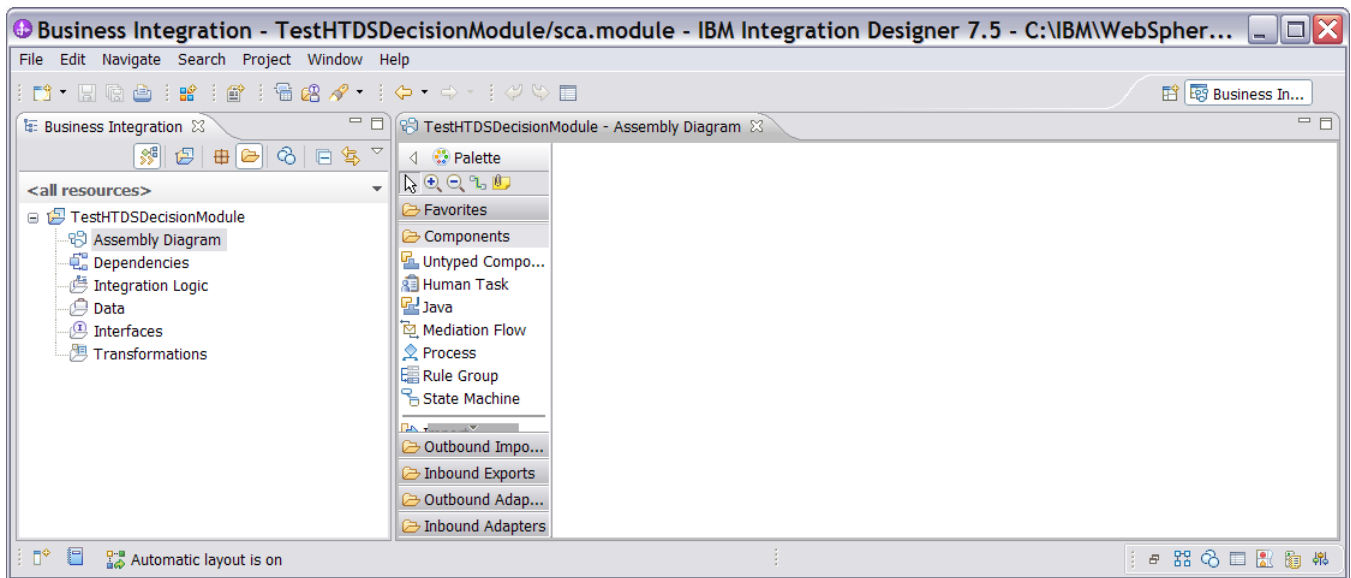 Business Integration - TestHTDSDecisionModule/sca.module - IBM Integration Designer 7.5 - C:\IBM\WebSpher...
File Edit Navigate Search Project Window Help
Business In...
Business Integration
TestHTDSDecisionModule - Assembly Diagram
<all resources>
TestHTDSDecisionModule
Assembly Diagram
Dependencies
Integration Logic
Data
Interfaces
Transformations
Palette
Favorites
Components
Untyped Compo...
Human Task
Java
Mediation Flow
Process
Rule Group
State Machine
Outbound Impo...
Inbound Exports
Outbound Adap...
Inbound Adapters
Automatic layout is on